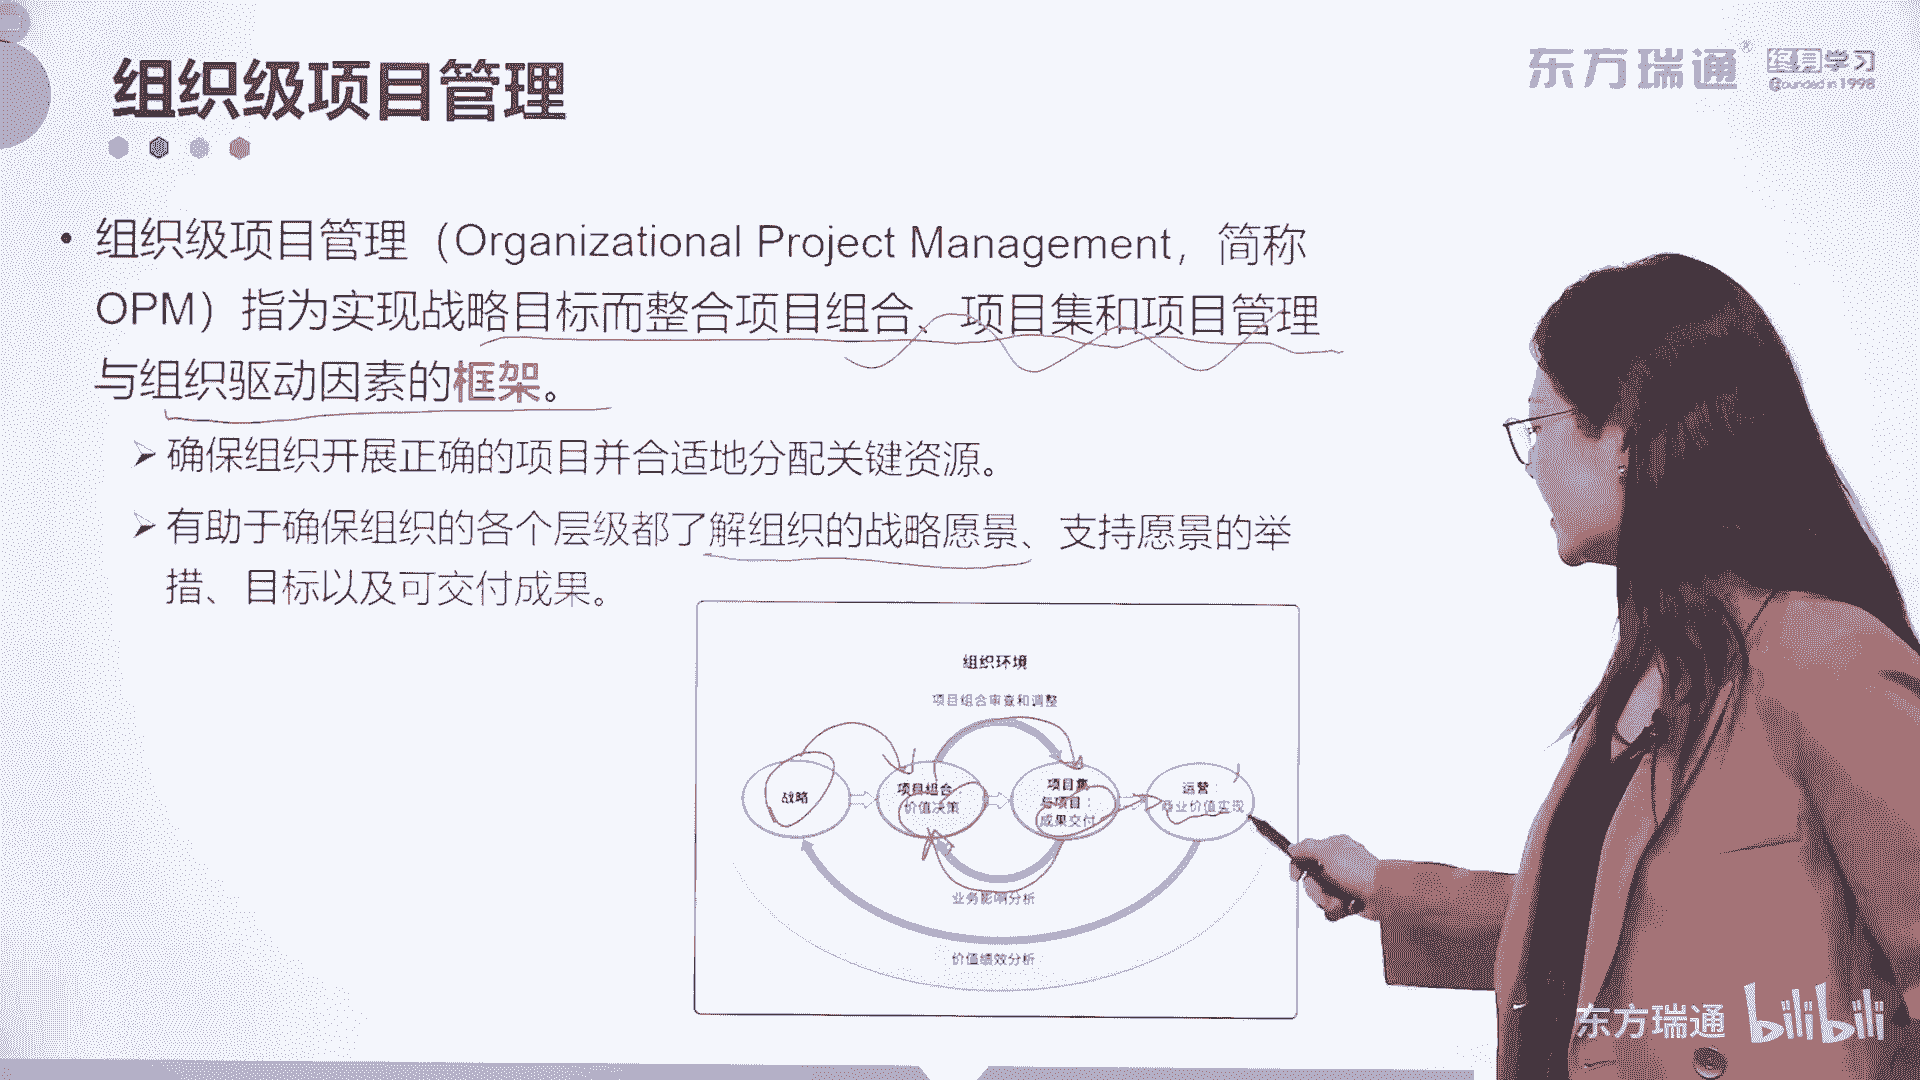 组织级项目管理
东方瑞通®
终身学习
Founded in 1998
• 组织级项目管理（Organizational Project Management，简称
OPM）指为实现战略目标而整合项目组合、项目集和项目管理
与组织驱动因素的框架。
➢ 确保组织开展正确的项目并合适地分配关键资源。
➢ 有助于确保组织的各个层级都了解组织的战略愿景、支持愿景的举
措、目标以及可交付成果。
组织环境
项目组合审查和调整
战略
项目组合：
价值决策
项目集
与项目：
成果交付
运营：
商业价值实现
业务影响分析
价值绩效分析
东方瑞通 bilibili